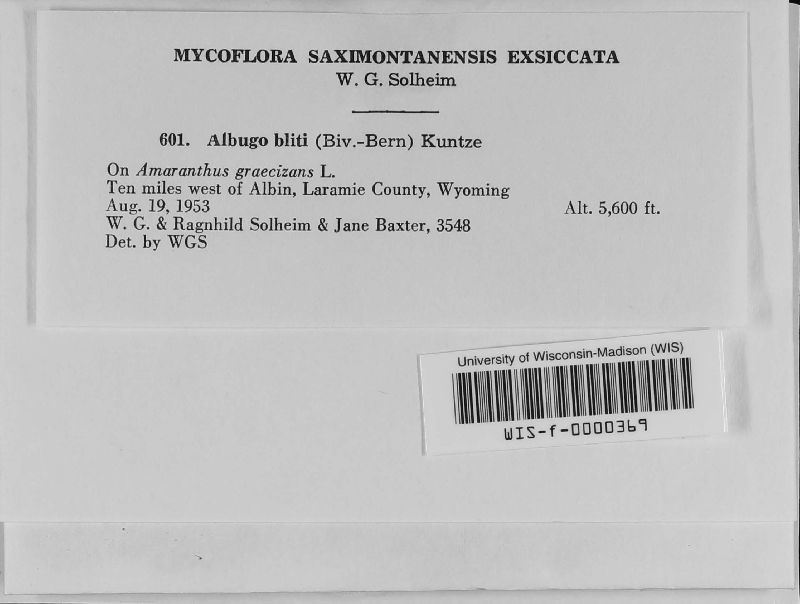 MYCOFLORA SAXIMONTANENSIS EXSICCATA
W. G. Solheim
601. Albugo bliti (Biv.-Bern) Kuntze
On Amaranthus graecizans L.
Ten miles west of Albin, Laramie County, Wyoming
Aug. 19, 1953 Alt. 5,600 ft.
W. G. & Ragnhild Solheim & Jane Baxter, 3548
Det. by WGS
University of Wisconsin-Madison (WIS)
WIS-f-0000369